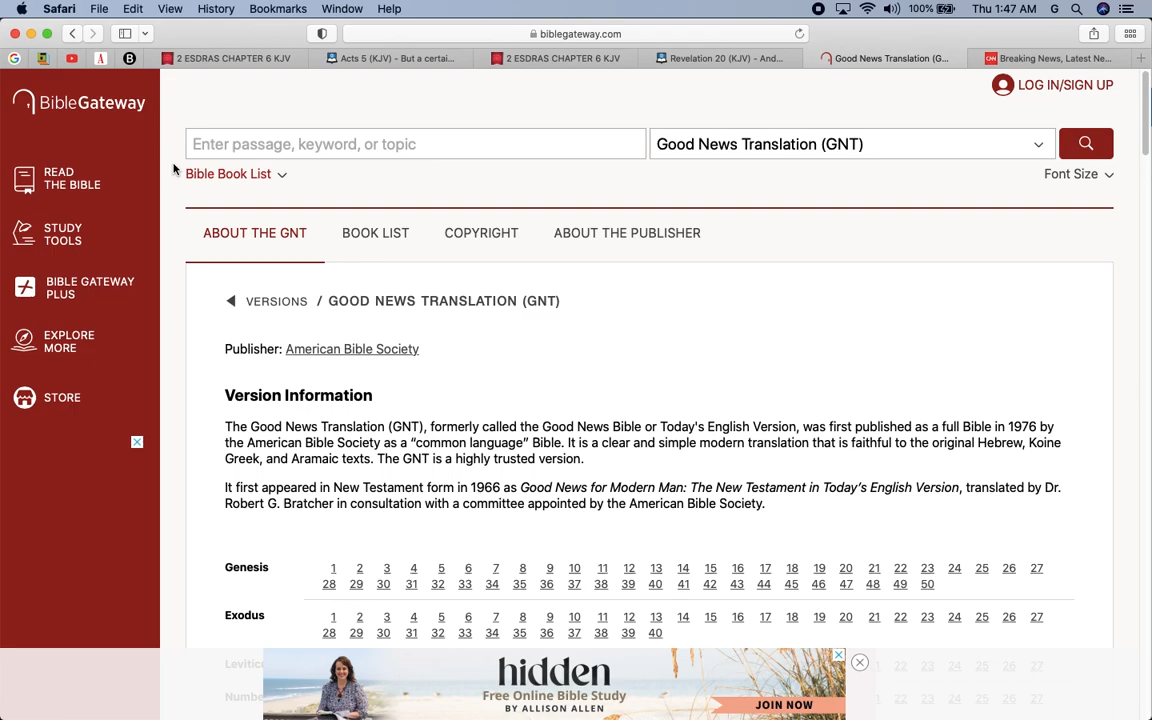 Safari File Edit View History Bookmarks Window Help 100% Thu 1:47 AM G
biblegateway.com
G A B 2 ESDRAS CHAPTER 6 KJV Acts 5 (KJV) - But a certai... 2 ESDRAS CHAPTER 6 KJV Revelation 20 (KJV) - And... Good News Translation (G... CNN Breaking News, Latest Ne...
BibleGateway
LOG IN/SIGN UP
Enter passage, keyword, or topic Good News Translation (GNT)
Bible Book List Font Size
READ
THE BIBLE
STUDY
TOOLS
BIBLE GATEWAY
PLUS
EXPLORE
MORE
STORE
ABOUT THE GNT BOOK LIST COPYRIGHT ABOUT THE PUBLISHER
VERSIONS / GOOD NEWS TRANSLATION (GNT)
Publisher: American Bible Society
Version Information
The Good News Translation (GNT), formerly called the Good News Bible or Today's English Version, was first published as a full Bible in 1976 by
the American Bible Society as a “common language” Bible. It is a clear and simple modern translation that is faithful to the original Hebrew, Koine
Greek, and Aramaic texts. The GNT is a highly trusted version.
It first appeared in New Testament form in 1966 as Good News for Modern Man: The New Testament in Today’s English Version, translated by Dr.
Robert G. Bratcher in consultation with a committee appointed by the American Bible Society.
Genesis 1 2 3 4 5 6 7 8 9 10 11 12 13 14 15 16 17 18 19 20 21 22 23 24 25 26 27
28 29 30 31 32 33 34 35 36 37 38 39 40 41 42 43 44 45 46 47 48 49 50
Exodus 1 2 3 4 5 6 7 8 9 10 11 12 13 14 15 16 17 18 19 20 21 22 23 24 25 26 27
28 29 30 31 32 33 34 35 36 37 38 39 40
Levitic 22 23 24 25 26 27
Numbe 22 23 24 25 26 27
hidden
Free Online Bible Study
BY ALLISON ALLEN
JOIN NOW